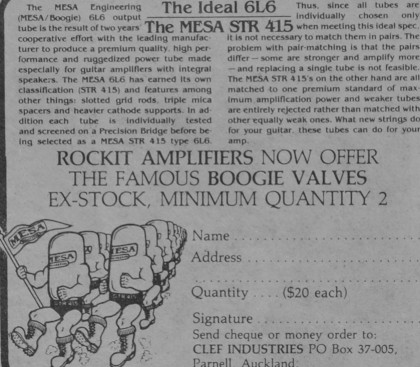 The Ideal 6L6
The MESA STR 415
The MESA Engineering
(MESA/Boogie) 6L6 output
tube is the result of two years'
cooperative effort with the leading manufac-
turer to produce a premium quality, high per-
formance and ruggedized power tube made
especially for guitar amplifiers with integral
speakers. The MESA 6L6 has earned its own
classification (STR 415) and features among
other things: slotted grid rods, triple mica
spacers and heavier cathode supports. In ad-
dition each tube is individually tested
and screened on a Precision Bridge before be-
ing selected as a MESA STR 415 type 6L6.
Thus, since all tubes are
individually chosen
when meeting this ideal spec,
it is not necessary to match them in pairs. The
problem with pair-matching is that the pairs
differ — some are stronger and amplify more
— and replacing a single tube is not feasible.
The MESA STR 415's on the other hand are all
matched to one premium standard of max-
imum amplification power and weaker tubes
are entirely rejected rather than matched with
other equally weak ones. What new strings do
for your guitar, these tubes can do for your
amp.
ROCKIT AMPLIFIERS NOW OFFER
THE FAMOUS BOOGIE VALVES
EX-STOCK, MINIMUM QUANTITY 2
MESA
MESA
MESA
STR 415
Name
Address
Quantity .... ($20 each)
Signature
Send cheque or money order to:
CLEF INDUSTRIES PO Box 37-005,
Parnell, Auckland: